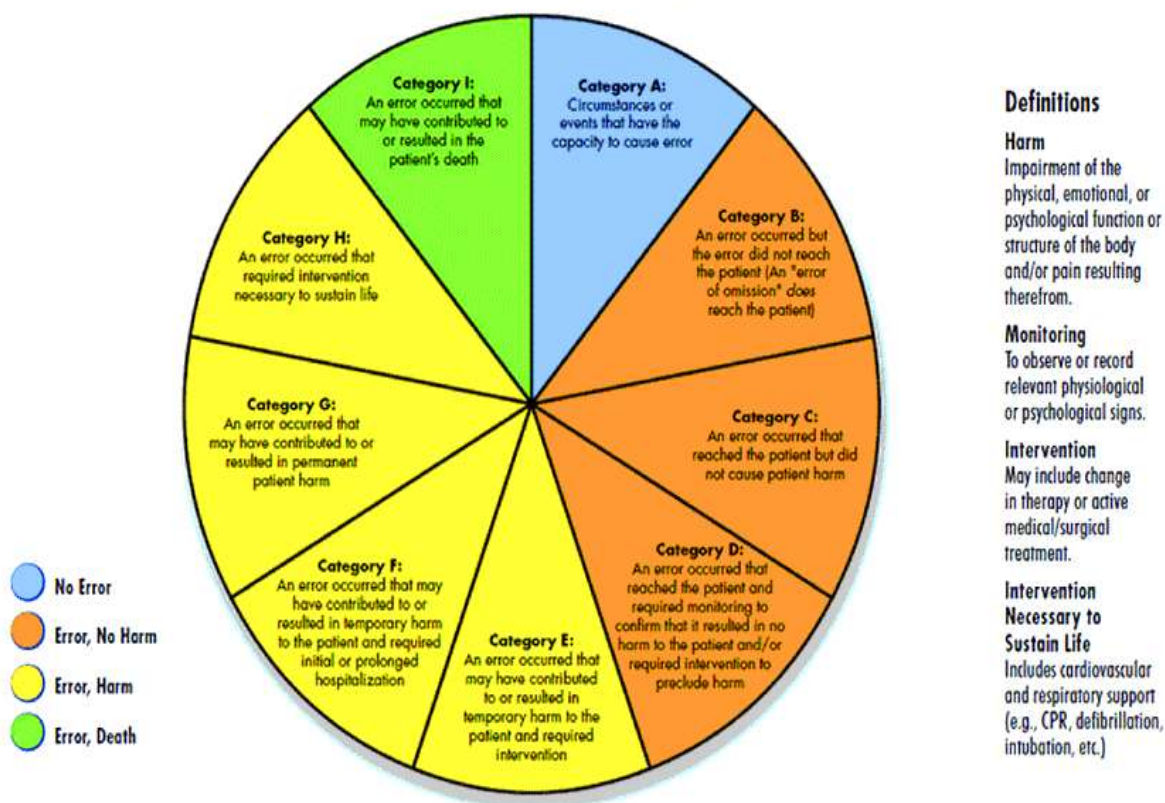 Category I:
An error occurred that
may have contributed to
or resulted in the
patient's death
Category A:
Circumstances or
events that have the
capacity to cause error
Category B:
An error occurred but
the error did not reach
the patient (An "error
of omission" does
reach the patient)
Category C:
An error occurred that
reached the patient but did
not cause patient harm
Category D:
An error occurred that
reached the patient and
required monitoring to
confirm that it resulted in no
harm to the patient and/or
required intervention to
preclude harm
Category E:
An error occurred that
may have contributed to
or resulted in
temporary harm to the
patient and required
intervention
Category F:
An error occurred that may
have contributed to or
resulted in temporary harm
to the patient and required
initial or prolonged
hospitalization
Category G:
An error occurred that
may have contributed to or
resulted in permanent
patient harm
Category H:
An error occurred that
required intervention
necessary to sustain life
No Error
Error, No Harm
Error, Harm
Error, Death
Definitions
Harm
Impairment of the
physical, emotional, or
psychological function or
structure of the body
and/or pain resulting
therefrom.
Monitoring
To observe or record
relevant physiological
or psychological signs.
Intervention
May include change
in therapy or active
medical/surgical
treatment.
Intervention
Necessary to
Sustain Life
Includes cardiovascular
and respiratory support
(e.g., CPR, defibrillation,
intubation, etc.)